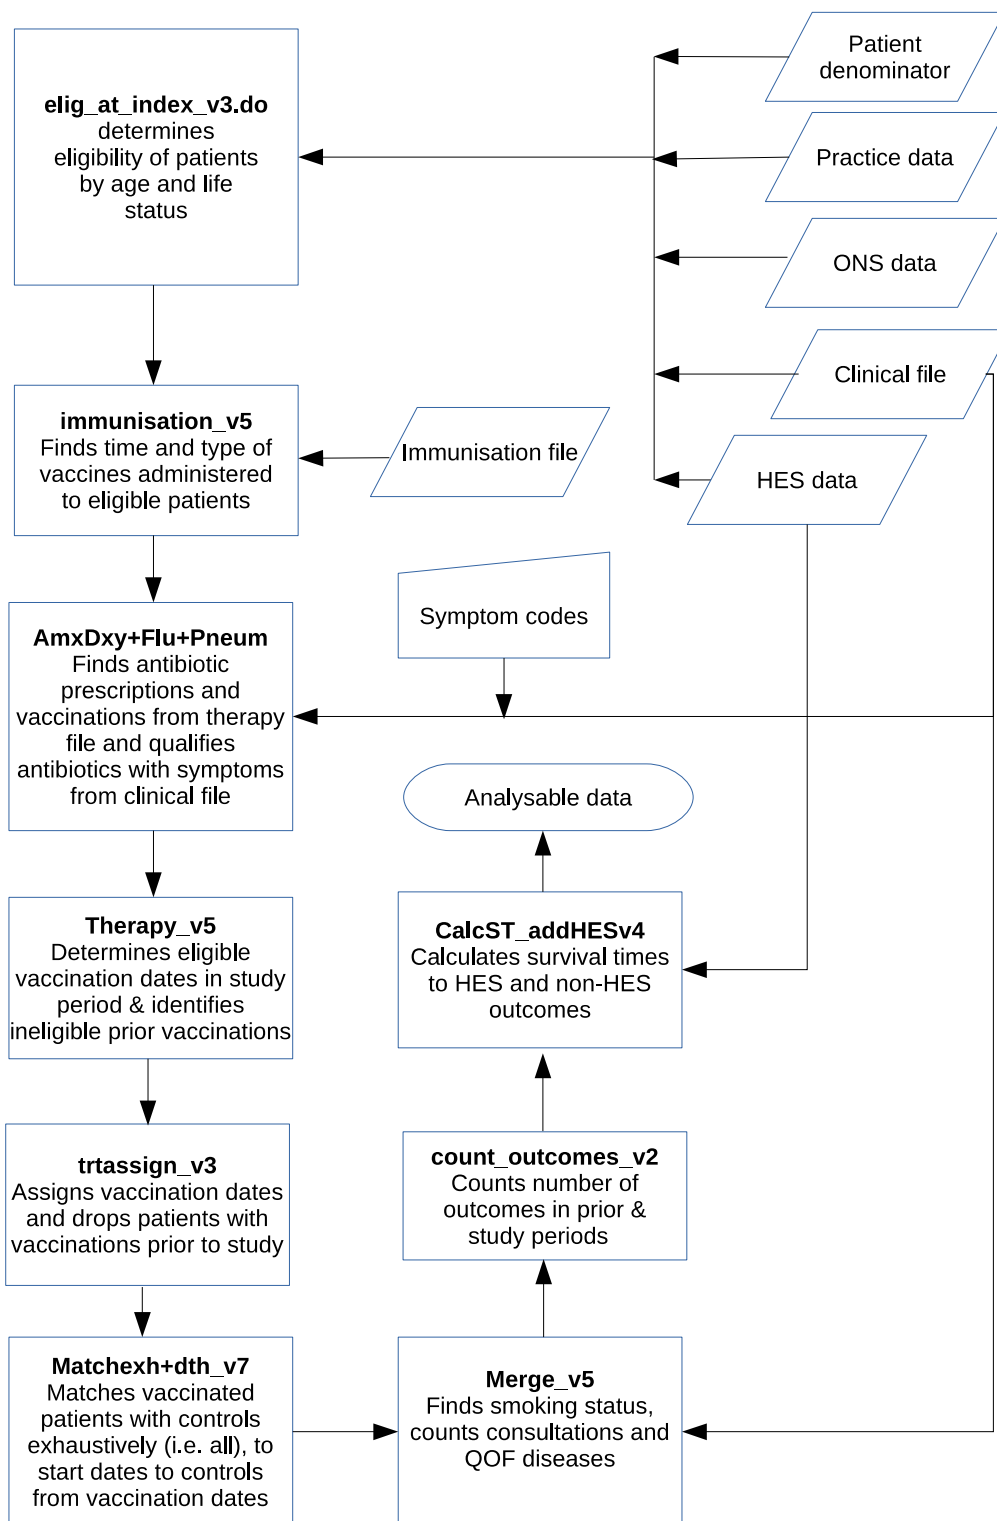 elig_at_index_v3.do
determines
eligibility of patients
by age and life
status
Patient
denominator
Practice data
ONS data
Clinical file
HES data
immunisation_v5
Finds time and type of
vaccines administered
to eligible patients
Immunisation file
Symptom codes
AmxDxy+Flu+Pneum
Finds antibiotic
prescriptions and
vaccinations from therapy
file and qualifies
antibiotics with symptoms
from clinical file
Analysable data
Therapy_v5
Determines eligible
vaccination dates in study
period & identifies
ineligible prior vaccinations
CalcST_addHESv4
Calculates survival times
to HES and non-HES
outcomes
trtassign_v3
Assigns vaccination dates
and drops patients with
vaccinations prior to study
count_outcomes_v2
Counts number of
outcomes in prior &
study periods
Matchexh+dth_v7
Matches vaccinated
patients with controls
exhaustively (i.e. all), to
start dates to controls
from vaccination dates
Merge_v5
Finds smoking status,
counts consultations and
QOF diseases